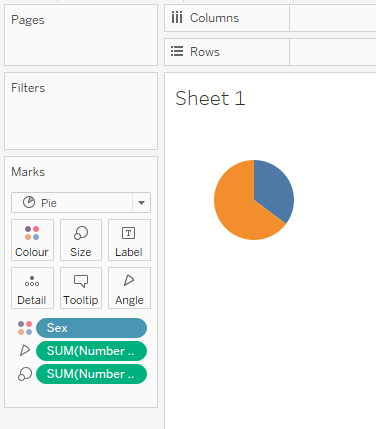 Pages
Columns
Rows
Filters
Sheet 1
Marks
Pie
Colour
Size
Label
Detail
Tooltip
Angle
Sex
SUM(Number ..
SUM(Number ..